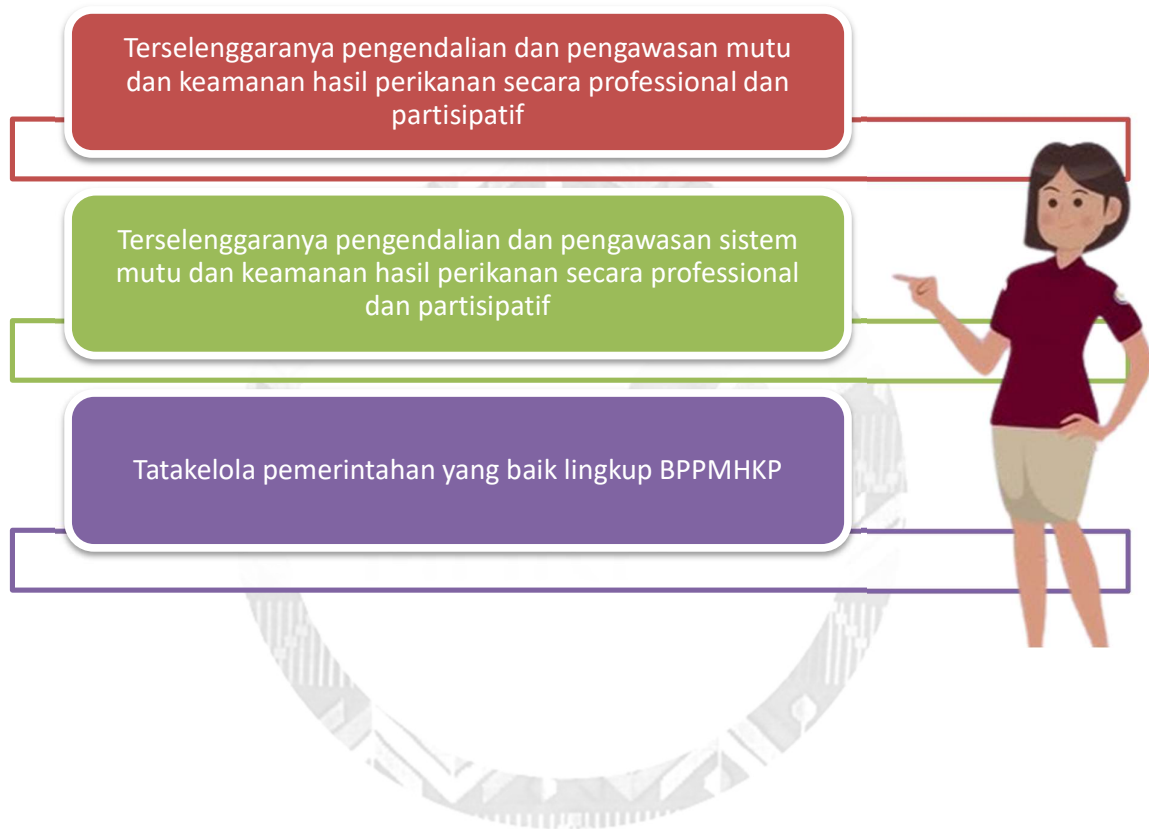 Terselenggaranya pengendalian dan pengawasan mutu
dan keamanan hasil perikanan secara professional dan
partisipatif
Terselenggaranya pengendalian dan pengawasan sistem
mutu dan keamanan hasil perikanan secara professional
dan partisipatif
Tatakelola pemerintahan yang baik lingkup BPPMHKP